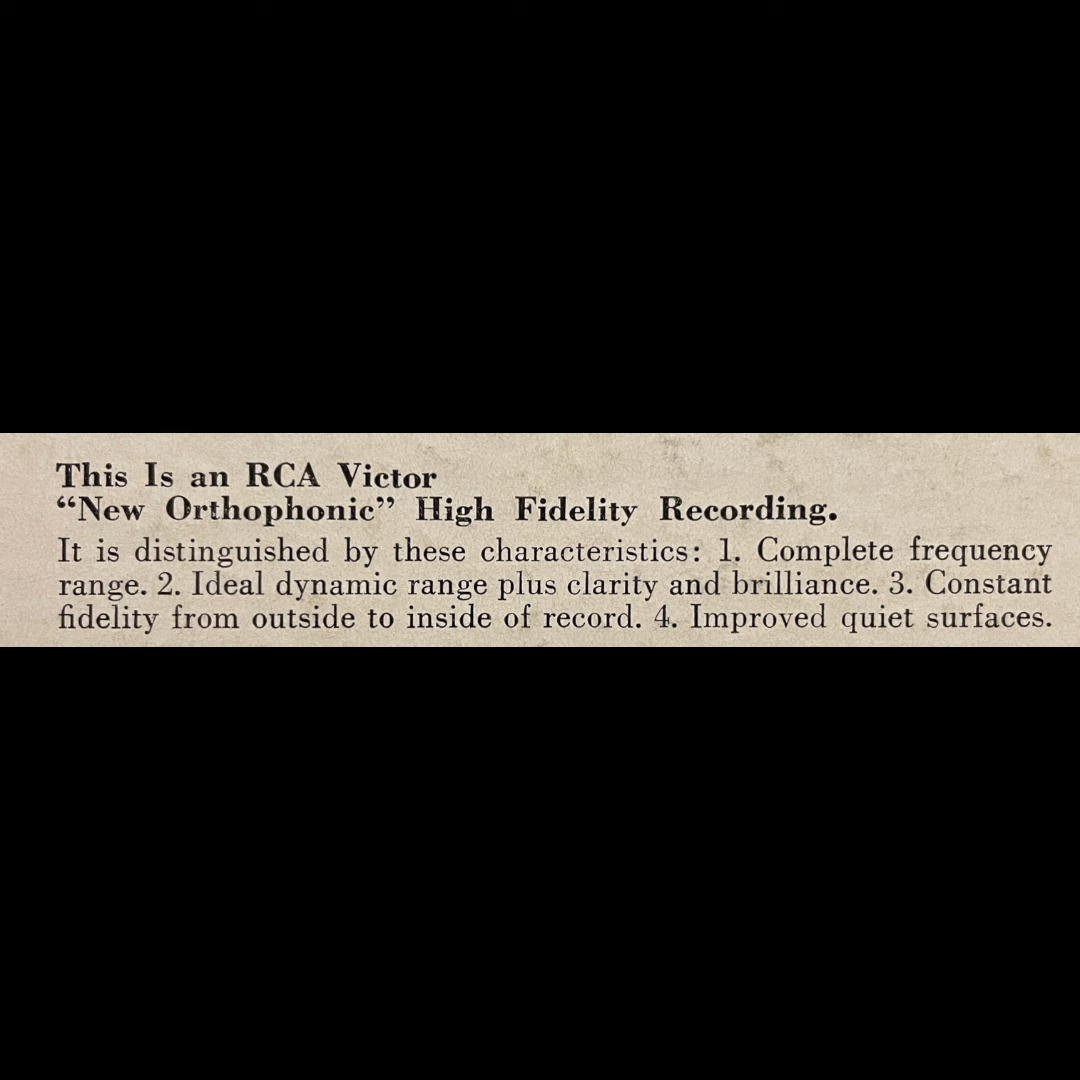 This Is an RCA Victor
“New Orthophonic” High Fidelity Recording.
It is distinguished by these characteristics: 1. Complete frequency
range. 2. Ideal dynamic range plus clarity and brilliance. 3. Constant
fidelity from outside to inside of record. 4. Improved quiet surfaces.